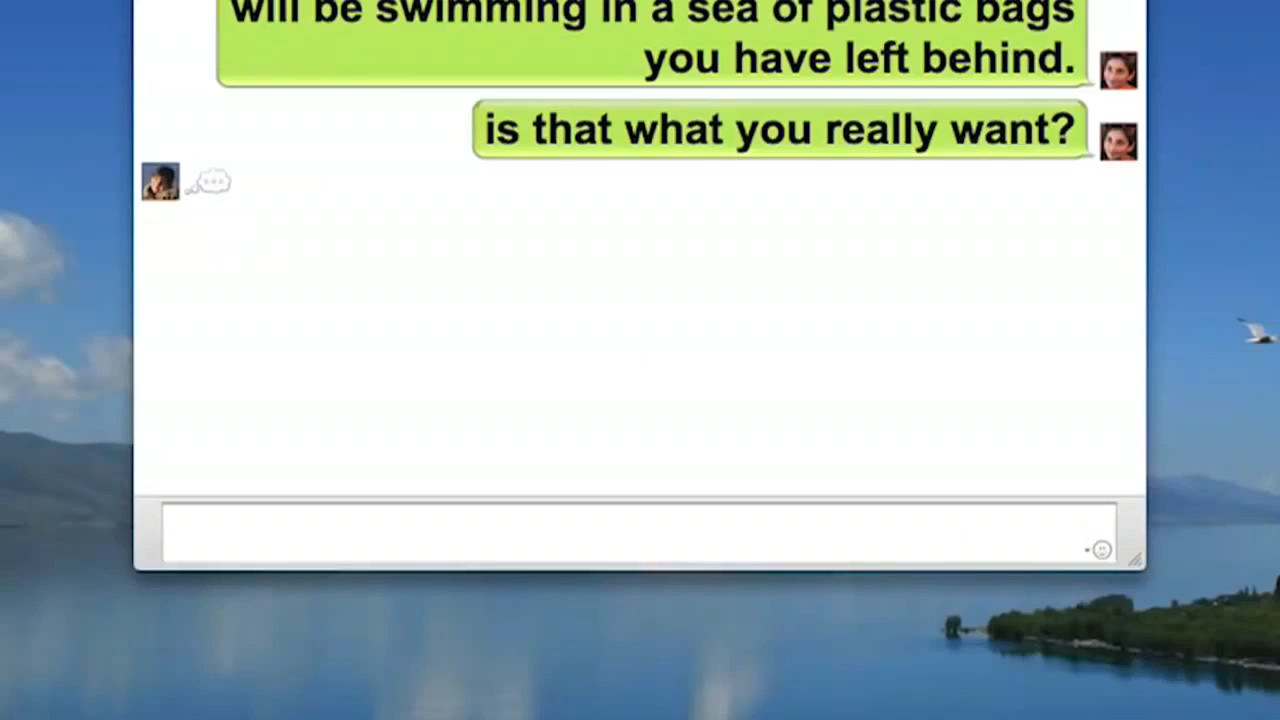 will be swimming in a sea of plastic bags
you have left behind.
is that what you really want?